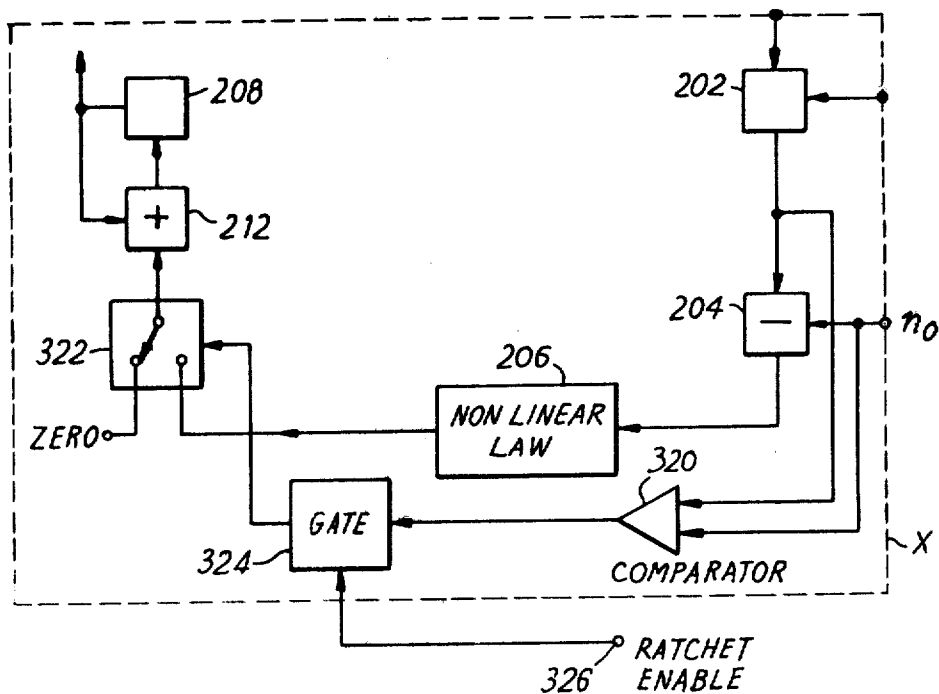 208
202
+
212
204
−
n₀
322
206
NON LINEAR
LAW
ZERO
320
GATE
324
COMPARATOR
X
326
RATCHET
ENABLE